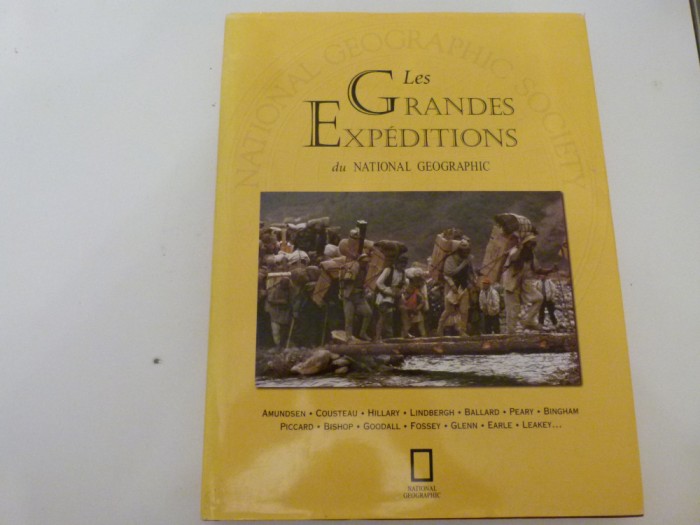 NATIONAL GEOGRAPHIC SOCIETY
Les
GRANDES
EXPÉDITIONS
du NATIONAL GEOGRAPHIC
AMUNDSEN • COUSTEAU • HILLARY • LINDBERGH • BALLARD • PEARY • BINGHAM
PICCARD • BISHOP • GOODALL • FOSSEY • GLENN • EARLE • LEAKEY...
NATIONAL
GEOGRAPHIC